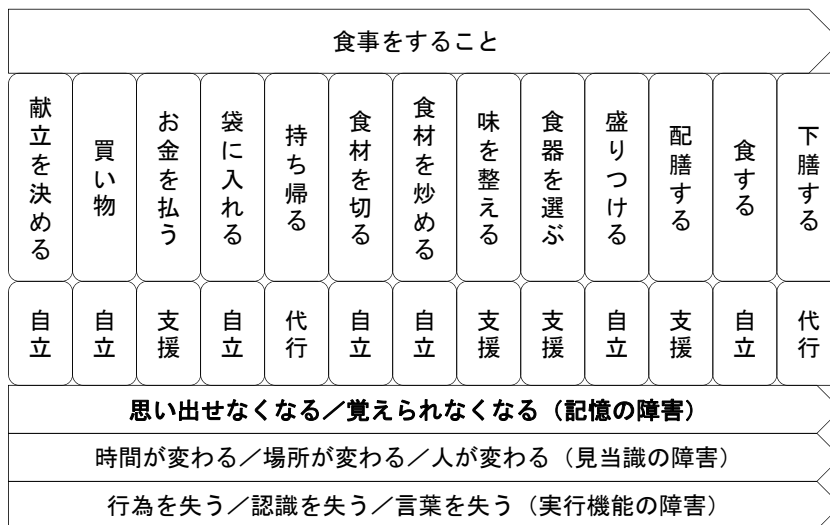 食事をすること
献立を決める
買い物
お金を払う
袋に入れる
持ち帰る
食材を切る
食材を炒める
味を整える
食器を選ぶ
盛りつける
配膳する
食する
下膳する
自立
自立
支援
自立
代行
自立
自立
支援
支援
自立
支援
自立
代行
思い出せなくなる／覚えられなくなる（記憶の障害）
時間が変わる／場所が変わる／人が変わる（見当識の障害）
行為を失う／認識を失う／言葉を失う（実行機能の障害）